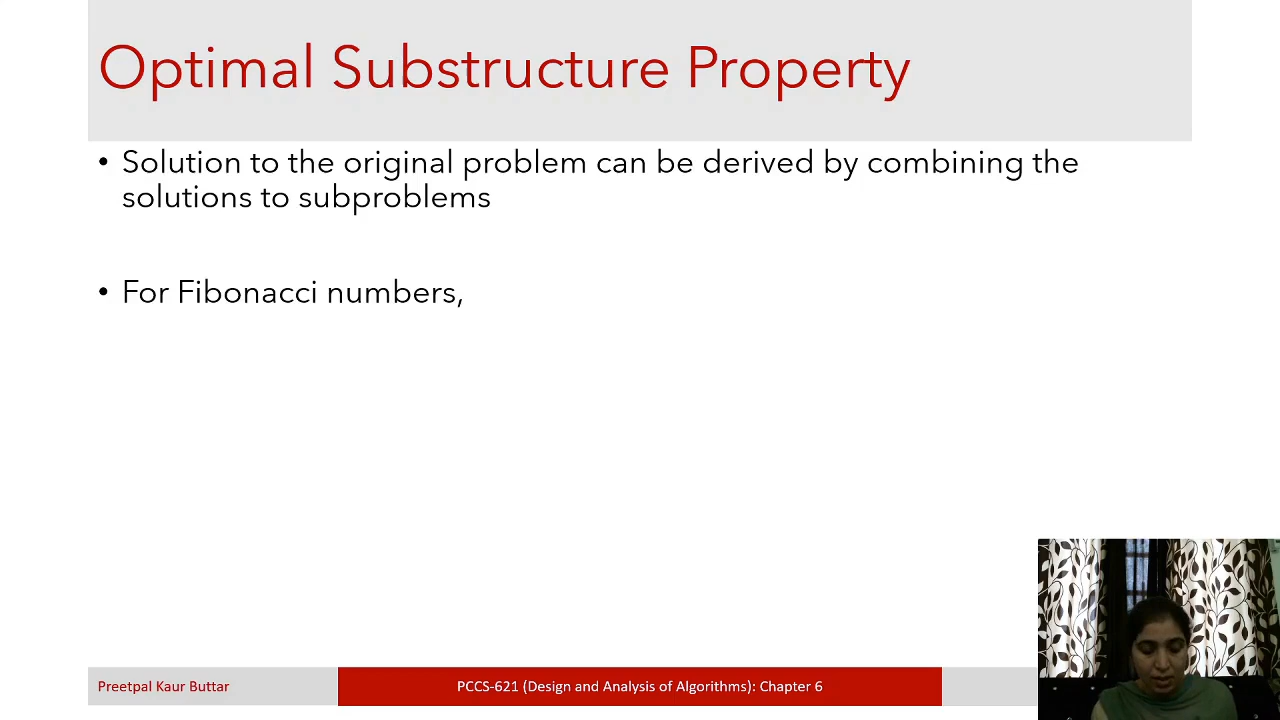 Optimal Substructure Property
• Solution to the original problem can be derived by combining the
solutions to subproblems
• For Fibonacci numbers,
Preetpal Kaur Buttar
PCCS-621 (Design and Analysis of Algorithms): Chapter 6